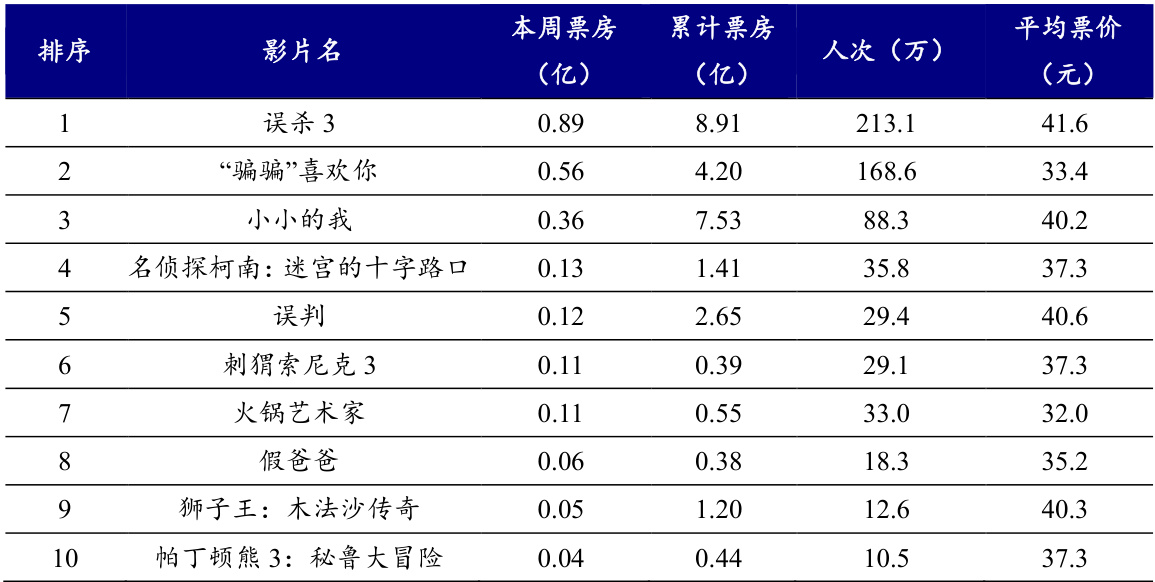 排序 影片名 本周票房（亿） 累计票房（亿） 人次（万） 平均票价（元）
1 误杀 3 0.89 8.91 213.1 41.6
2 “骗骗”喜欢你 0.56 4.20 168.6 33.4
3 小小的我 0.36 7.53 88.3 40.2
4 名侦探柯南：迷宫的十字路口 0.13 1.41 35.8 37.3
5 误判 0.12 2.65 29.4 40.6
6 刺猬索尼克 3 0.11 0.39 29.1 37.3
7 火锅艺术家 0.11 0.55 33.0 32.0
8 假爸爸 0.06 0.38 18.3 35.2
9 狮子王：木法沙传奇 0.05 1.20 12.6 40.3
10 帕丁顿熊 3：秘鲁大冒险 0.04 0.44 10.5 37.3